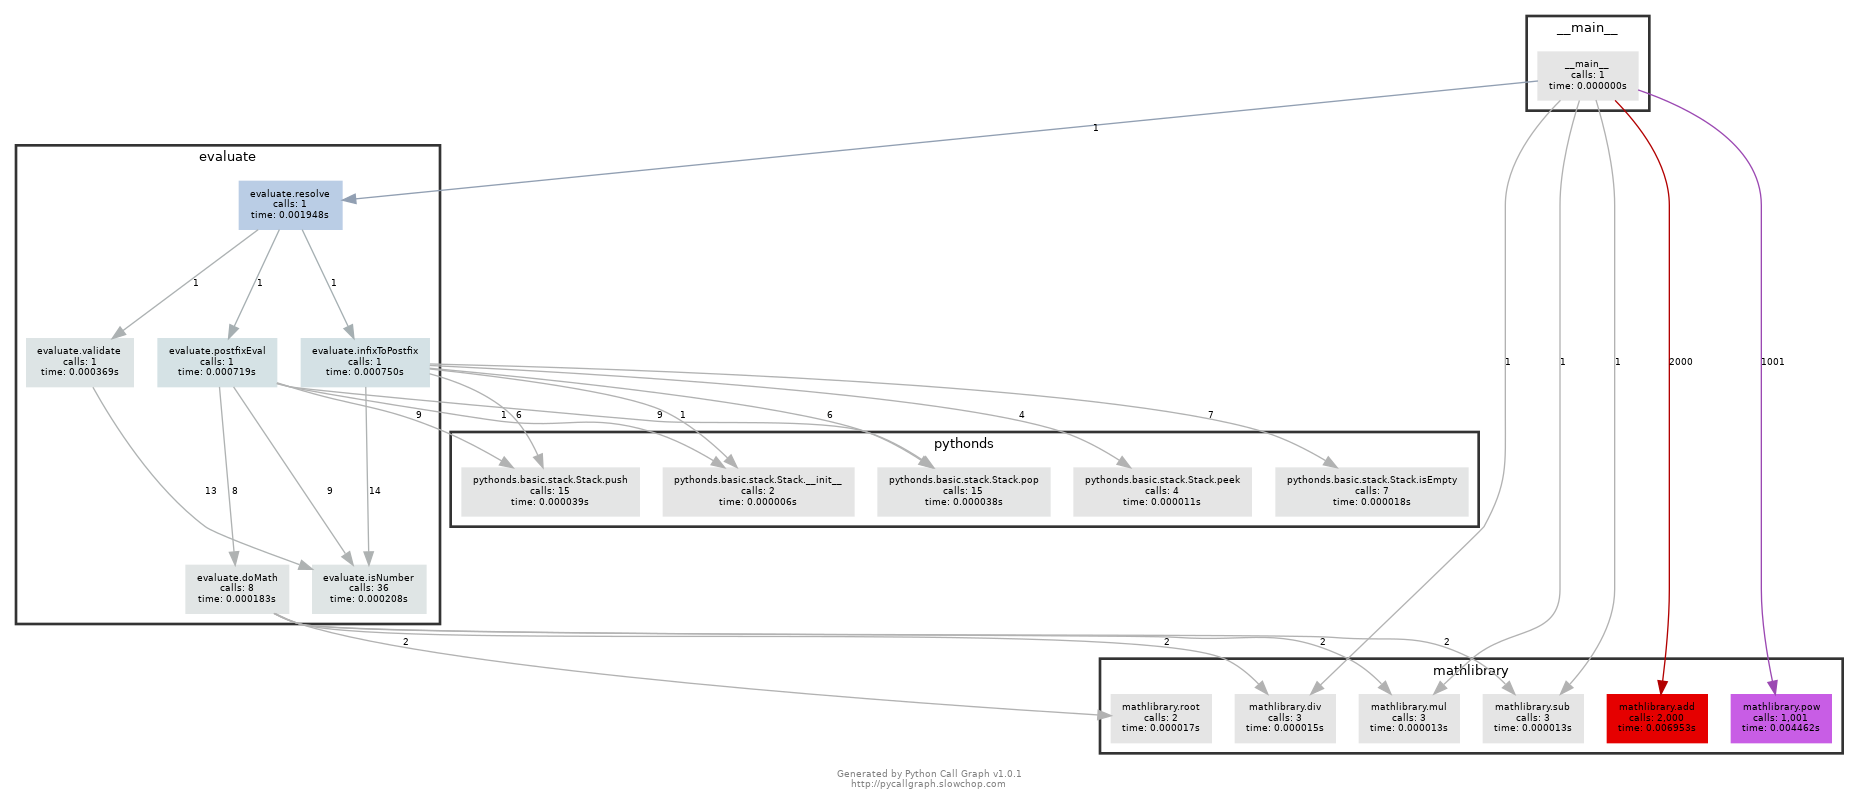 __main__
__main__
calls: 1
time: 0.000000s
1
evaluate
evaluate.resolve
calls: 1
time: 0.001948s
1
1
1
evaluate.validate
calls: 1
time: 0.000369s
evaluate.postfixEval
calls: 1
time: 0.000719s
evaluate.infixToPostfix
calls: 1
time: 0.000750s
1
1
1
2000
1001
9
1
6
9
1
6
4
7
pythonds
pythonds.basic.stack.Stack.push
calls: 15
time: 0.000039s
pythonds.basic.stack.Stack.__init__
calls: 2
time: 0.000006s
pythonds.basic.stack.Stack.pop
calls: 15
time: 0.000038s
pythonds.basic.stack.Stack.peek
calls: 4
time: 0.000011s
pythonds.basic.stack.Stack.isEmpty
calls: 7
time: 0.000018s
13
8
9
14
evaluate.doMath
calls: 8
time: 0.000183s
evaluate.isNumber
calls: 36
time: 0.000208s
2
2
2
2
mathlibrary
mathlibrary.root
calls: 2
time: 0.000017s
mathlibrary.div
calls: 3
time: 0.000015s
mathlibrary.mul
calls: 3
time: 0.000013s
mathlibrary.sub
calls: 3
time: 0.000013s
mathlibrary.add
calls: 2,000
time: 0.006953s
mathlibrary.pow
calls: 1,001
time: 0.004462s
Generated by Python Call Graph v1.0.1
http://pycallgraph.slowchop.com